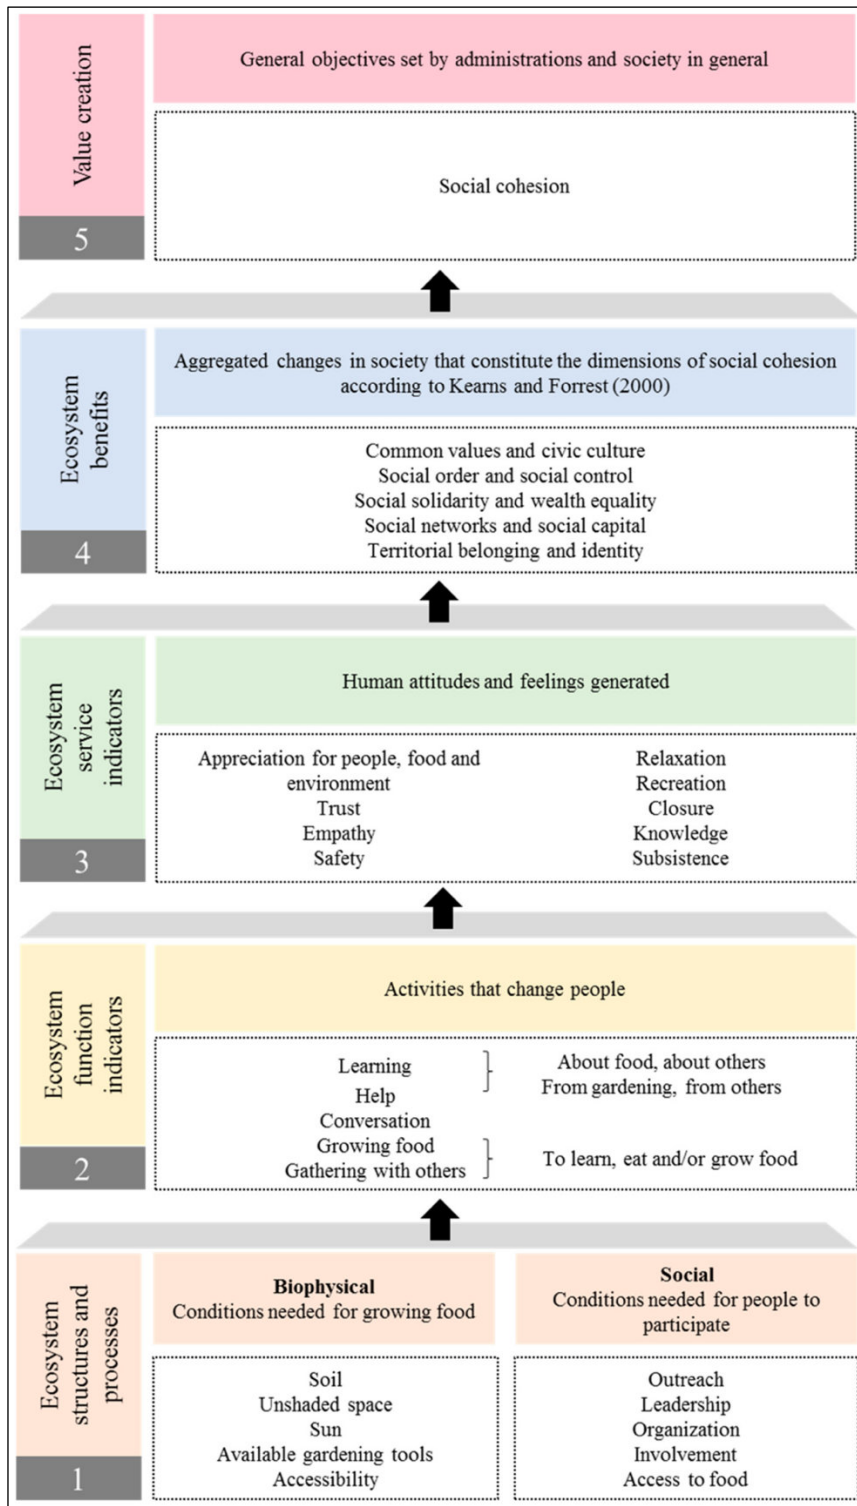 Value creation
5
General objectives set by administrations and society in general
Social cohesion
Ecosystem
benefits
4
Aggregated changes in society that constitute the dimensions of social cohesion
according to Kearns and Forrest (2000)
Common values and civic culture
Social order and social control
Social solidarity and wealth equality
Social networks and social capital
Territorial belonging and identity
Ecosystem
service
indicators
3
Human attitudes and feelings generated
Appreciation for people, food and
environment
Trust
Empathy
Safety
Relaxation
Recreation
Closure
Knowledge
Subsistence
Ecosystem
function
indicators
2
Activities that change people
Learning
Help
Conversation
Growing food
Gathering with others
About food, about others
From gardening, from others
To learn, eat and/or grow food
Ecosystem
structures and
processes
1
Biophysical
Conditions needed for growing food
Soil
Unshaded space
Sun
Available gardening tools
Accessibility
Social
Conditions needed for people to
participate
Outreach
Leadership
Organization
Involvement
Access to food